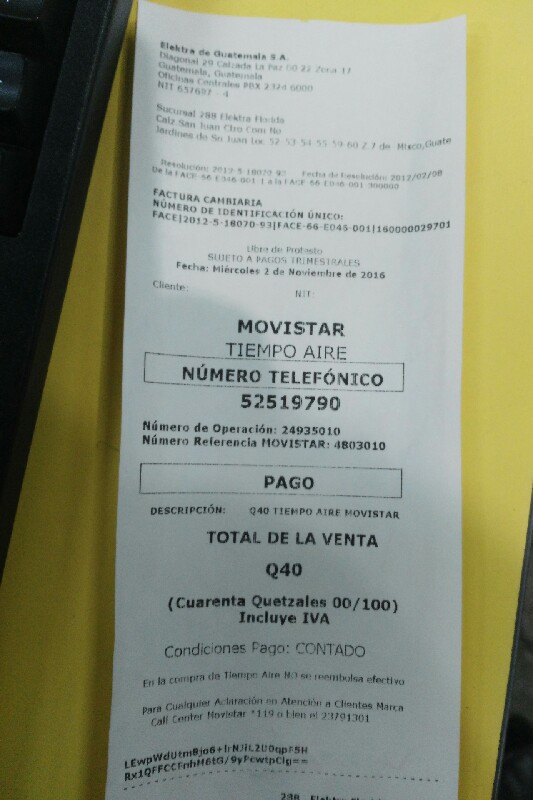 Elektra de Guatemala S.A.
Diagonal 29 Calzada La Paz 00 22 Zona 17
Guatemala, Guatemala
Oficinas Centrales PBX 2324 6000
NIT 657697 - 4
Sucursal 288 Elektra Florida
Calz.San Juan Ctro Com No
Jardines de Sn Juan Loc 52 53 54 55 59 60 Z.7 de Mixco,Guate
Resolución: 2012-5-18070-93 Fecha de Resolución: 2012/02/08
De la FACE-66-E046-001-1 a la FACE-66-E046-001 300000
FACTURA CAMBIARIA
NÚMERO DE IDENTIFICACIÓN ÚNICO:
FACE|2012-5-18070-93|FACE-66-E046-001|160000029701
Libre de Protesto
SUJETO A PAGOS TRIMESTRALES
Fecha: Miércoles 2 de Noviembre de 2016
Cliente: NIT:
MOVISTAR
TIEMPO AIRE
NÚMERO TELEFÓNICO
52519790
Número de Operación: 24935010
Número Referencia MOVISTAR: 4803010
PAGO
DESCRIPCIÓN: Q40 TIEMPO AIRE MOVISTAR
TOTAL DE LA VENTA
Q40
(Cuarenta Quetzales 00/100)
Incluye IVA
Condiciones Pago: CONTADO
En la compra de Tiempo Aire NO se reembolsa efectivo
Para Cualquier Aclaración en Atención a Clientes Marca
Call Center Movistar *119 o bien el 23791301
288 Elektra